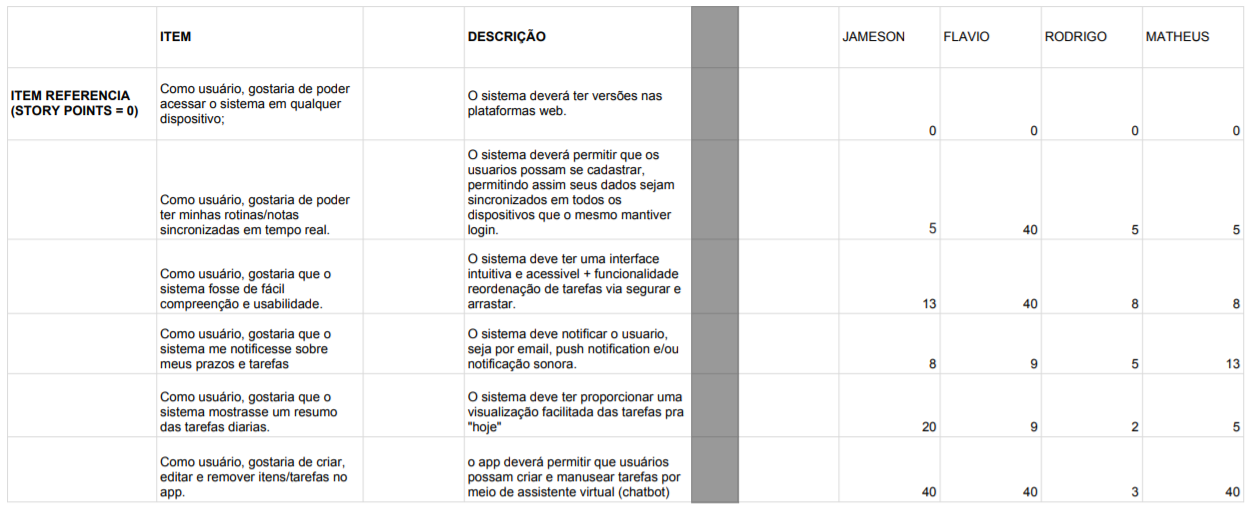 ITEM DESCRIÇÃO JAMESON FLAVIO RODRIGO MATHEUS
ITEM REFERENCIA
(STORY POINTS = 0)
Como usuário, gostaria de poder
acessar o sistema em qualquer
dispositivo;
O sistema deverá ter versões nas
plataformas web.
0 0 0 0
Como usuário, gostaria de poder
ter minhas rotinas/notas
sincronizadas em tempo real.
O sistema deverá permitir que os
usuarios possam se cadastrar,
permitindo assim seus dados sejam
sincronizados em todos os
dispositivos que o mesmo mantiver
login.
5 40 5 5
Como usuário, gostaria que o
sistema fosse de fácil
compreenção e usabilidade.
O sistema deve ter uma interface
intuitiva e acessivel + funcionalidade
reordenação de tarefas via segurar e
arrastar.
13 40 8 8
Como usuário, gostaria que o
sistema me notificesse sobre
meus prazos e tarefas
O sistema deve notificar o usuario,
seja por email, push notification e/ou
notificação sonora.
8 9 5 13
Como usuário, gostaria que o
sistema mostrasse um resumo
das tarefas diarias.
O sistema deve ter proporcionar uma
visualização facilitada das tarefas pra
"hoje"
20 9 2 5
Como usuário, gostaria de criar,
editar e remover itens/tarefas no
app.
o app deverá permitir que usuários
possam criar e manusear tarefas por
meio de assistente virtual (chatbot)
40 40 3 40